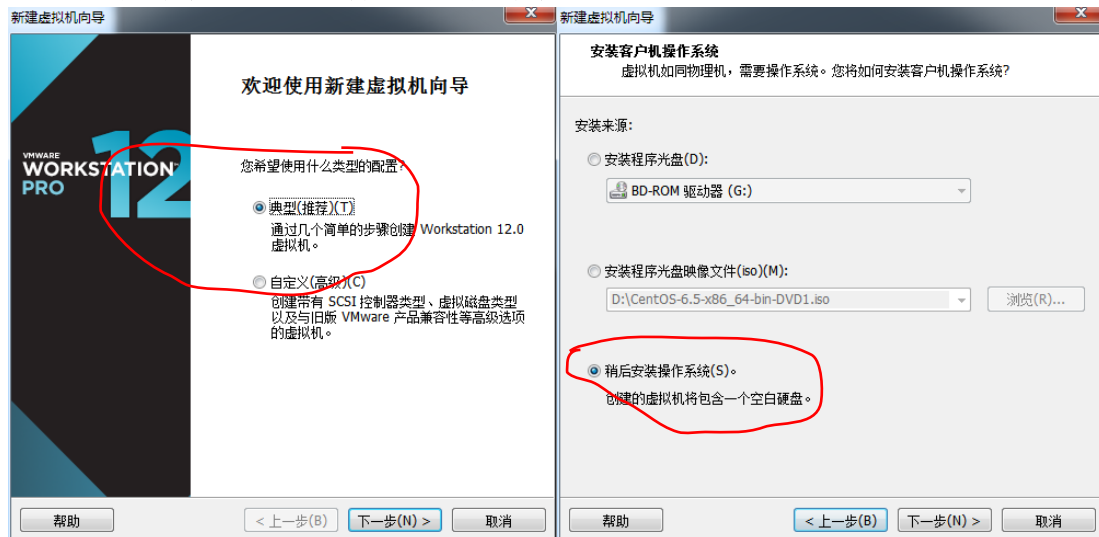 新建虚拟机向导
欢迎使用新建虚拟机向导
VMWARE
WORKSTATION
PRO
12
您希望使用什么类型的配置?
典型(推荐)(T)
通过几个简单的步骤创建 Workstation 12.0
虚拟机。
自定义(高级)(C)
创建带有 SCSI 控制器类型、虚拟磁盘类型
以及与旧版 VMware 产品兼容性等高级选项
的虚拟机。
帮助
< 上一步(B)
下一步(N) >
取消
新建虚拟机向导
安装客户机操作系统
虚拟机如同物理机，需要操作系统。您将如何安装客户机操作系统?
安装来源:
安装程序光盘(D):
BD-ROM 驱动器 (G:)
安装程序光盘映像文件(iso)(M):
D:\CentOS-6.5-x86_64-bin-DVD1.iso
浏览(R)...
稍后安装操作系统(S)。
创建的虚拟机将包含一个空白硬盘。
帮助
< 上一步(B)
下一步(N) >
取消